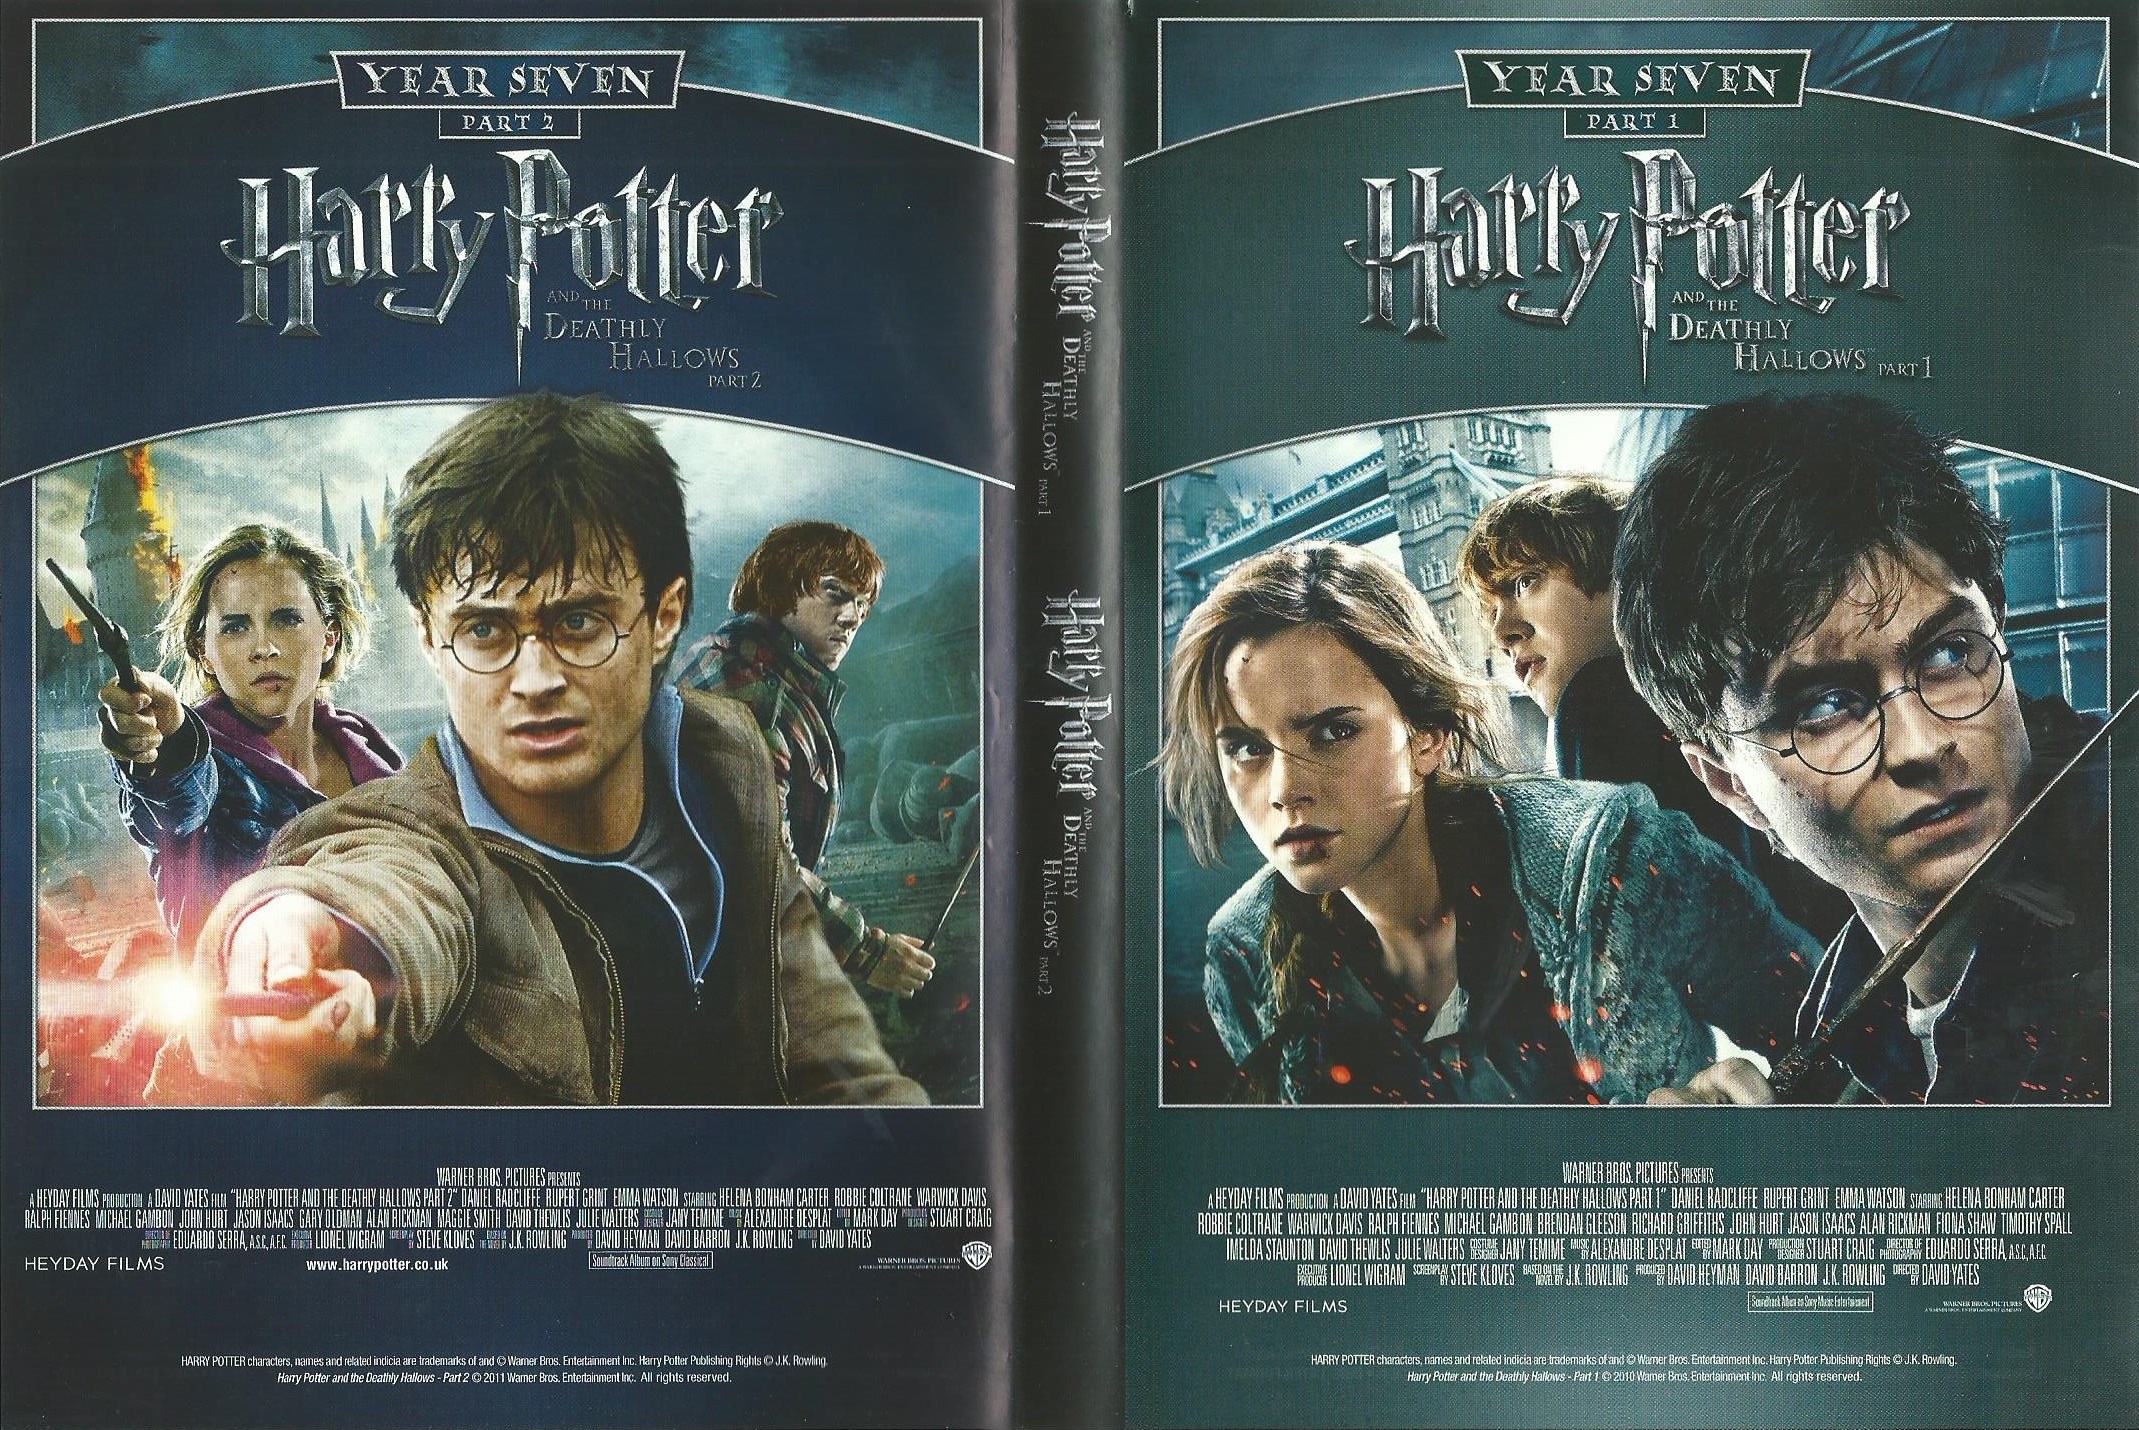 YEAR SEVEN
PART 2
Harry Potter
AND THE
DEATHLY
HALLOWS
PART 2
WARNER BROS. PICTURES PRESENTS
A HEYDAY FILMS PRODUCTION A DAVID YATES FILM "HARRY POTTER AND THE DEATHLY HALLOWS PART 2" DANIEL RADCLIFFE RUPERT GRINT EMMA WATSON STARRING HELENA BONHAM CARTER ROBBIE COLTRANE WARWICK DAVIS
RALPH FIENNES MICHAEL GAMBON JOHN HURT JASON ISAACS GARY OLDMAN ALAN RICKMAN MAGGIE SMITH DAVID THEWLIS JULIE WALTERS COSTUME DESIGNER JANY TEMIME MUSIC BY ALEXANDRE DESPLAT EDITED BY MARK DAY PRODUCTION DESIGNER STUART CRAIG
DIRECTOR OF PHOTOGRAPHY EDUARDO SERRA, A.S.C., A.F.C. EXECUTIVE PRODUCER LIONEL WIGRAM SCREENPLAY BY STEVE KLOVES BASED ON THE NOVEL BY J.K. ROWLING PRODUCED BY DAVID HEYMAN DAVID BARRON J.K. ROWLING DIRECTED BY DAVID YATES
HEYDAY FILMS
www.harrypotter.co.uk
Soundtrack Album on Sony Classical
WARNER BROS. PICTURES
A WARNER BROS. ENTERTAINMENT COMPANY
HARRY POTTER characters, names and related indicia are trademarks of and © Warner Bros. Entertainment Inc. Harry Potter Publishing Rights © J.K. Rowling.
Harry Potter and the Deathly Hallows - Part 2 © 2011 Warner Bros. Entertainment Inc. All rights reserved.
Harry Potter AND THE DEATHLY HALLOWS PART 1
Harry Potter AND THE DEATHLY HALLOWS PART 2
YEAR SEVEN
PART 1
Harry Potter
AND THE
DEATHLY
HALLOWS™ PART 1
WARNER BROS. PICTURES PRESENTS
A HEYDAY FILMS PRODUCTION A DAVID YATES FILM "HARRY POTTER AND THE DEATHLY HALLOWS PART 1" DANIEL RADCLIFFE RUPERT GRINT EMMA WATSON STARRING HELENA BONHAM CARTER
ROBBIE COLTRANE WARWICK DAVIS RALPH FIENNES MICHAEL GAMBON BRENDAN GLEESON RICHARD GRIFFITHS JOHN HURT JASON ISAACS ALAN RICKMAN FIONA SHAW TIMOTHY SPALL
IMELDA STAUNTON DAVID THEWLIS JULIE WALTERS COSTUME DESIGNER JANY TEMIME MUSIC BY ALEXANDRE DESPLAT EDITED BY MARK DAY PRODUCTION DESIGNER STUART CRAIG DIRECTOR OF PHOTOGRAPHY EDUARDO SERRA, A.S.C., A.F.C.
EXECUTIVE PRODUCER LIONEL WIGRAM SCREENPLAY BY STEVE KLOVES BASED ON THE NOVEL BY J.K. ROWLING PRODUCED BY DAVID HEYMAN DAVID BARRON J.K. ROWLING DIRECTED BY DAVID YATES
HEYDAY FILMS
Soundtrack Album on Sony Music Entertainment
WARNER BROS. PICTURES
A WARNER BROS. ENTERTAINMENT COMPANY
HARRY POTTER characters, names and related indicia are trademarks of and © Warner Bros. Entertainment Inc. Harry Potter Publishing Rights © J.K. Rowling.
Harry Potter and the Deathly Hallows - Part 1 © 2010 Warner Bros. Entertainment Inc. All rights reserved.